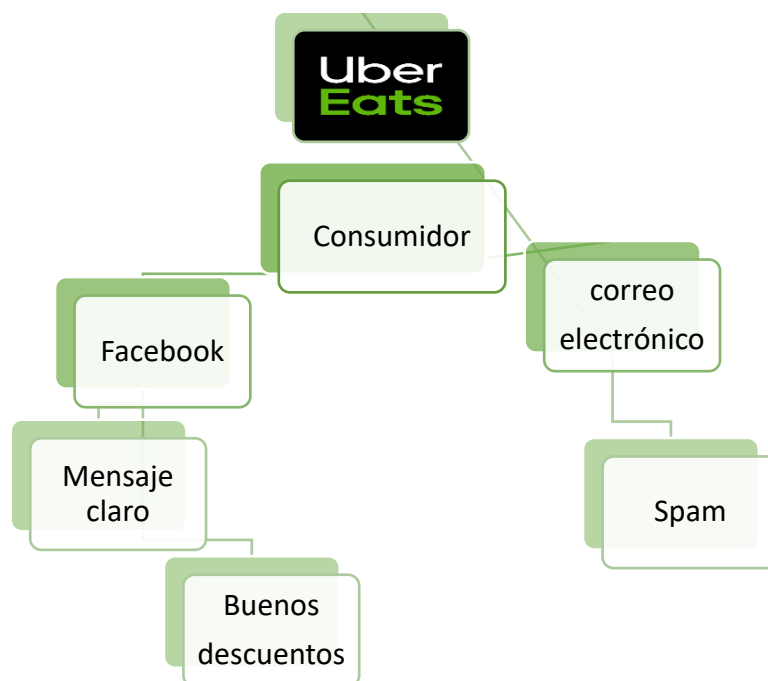 Uber
Eats
Consumidor
correo
electrónico
Facebook
Mensaje
claro
Spam
Buenos
descuentos